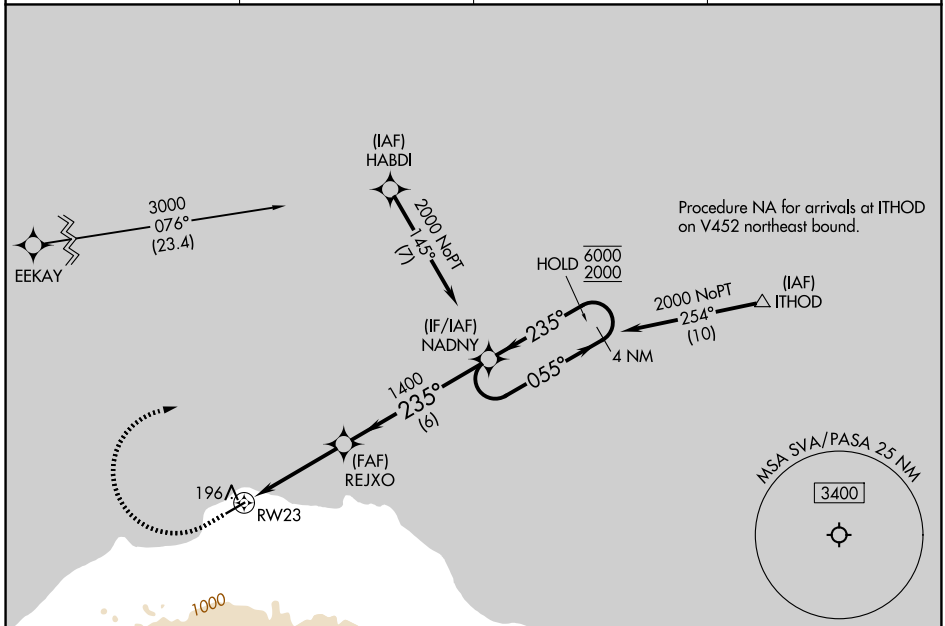 (IAF)
HABDI
3000
076°
(23.4)
EEKAY
2000 NoPT
145°
(7)
Procedure NA for arrivals at ITHOD
on V452 northeast bound.
HOLD
6000
2000
(IAF)
ITHOD
2000 NoPT
254°
(10)
(IF/IAF)
NADNY
235°
055°
4 NM
1400
235°
(6)
(FAF)
REJXO
196
RW23
MSA SVA/PASA 25 NM
3400
1000